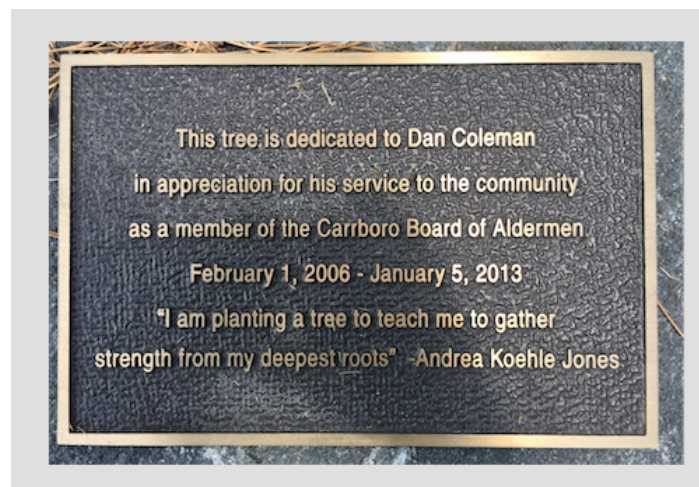 This tree is dedicated to Dan Coleman
in appreciation for his service to the community
as a member of the Carrboro Board of Aldermen
February 1, 2006 - January 5, 2013
“I am planting a tree to teach me to gather
strength from my deepest roots” -Andrea Koehle Jones